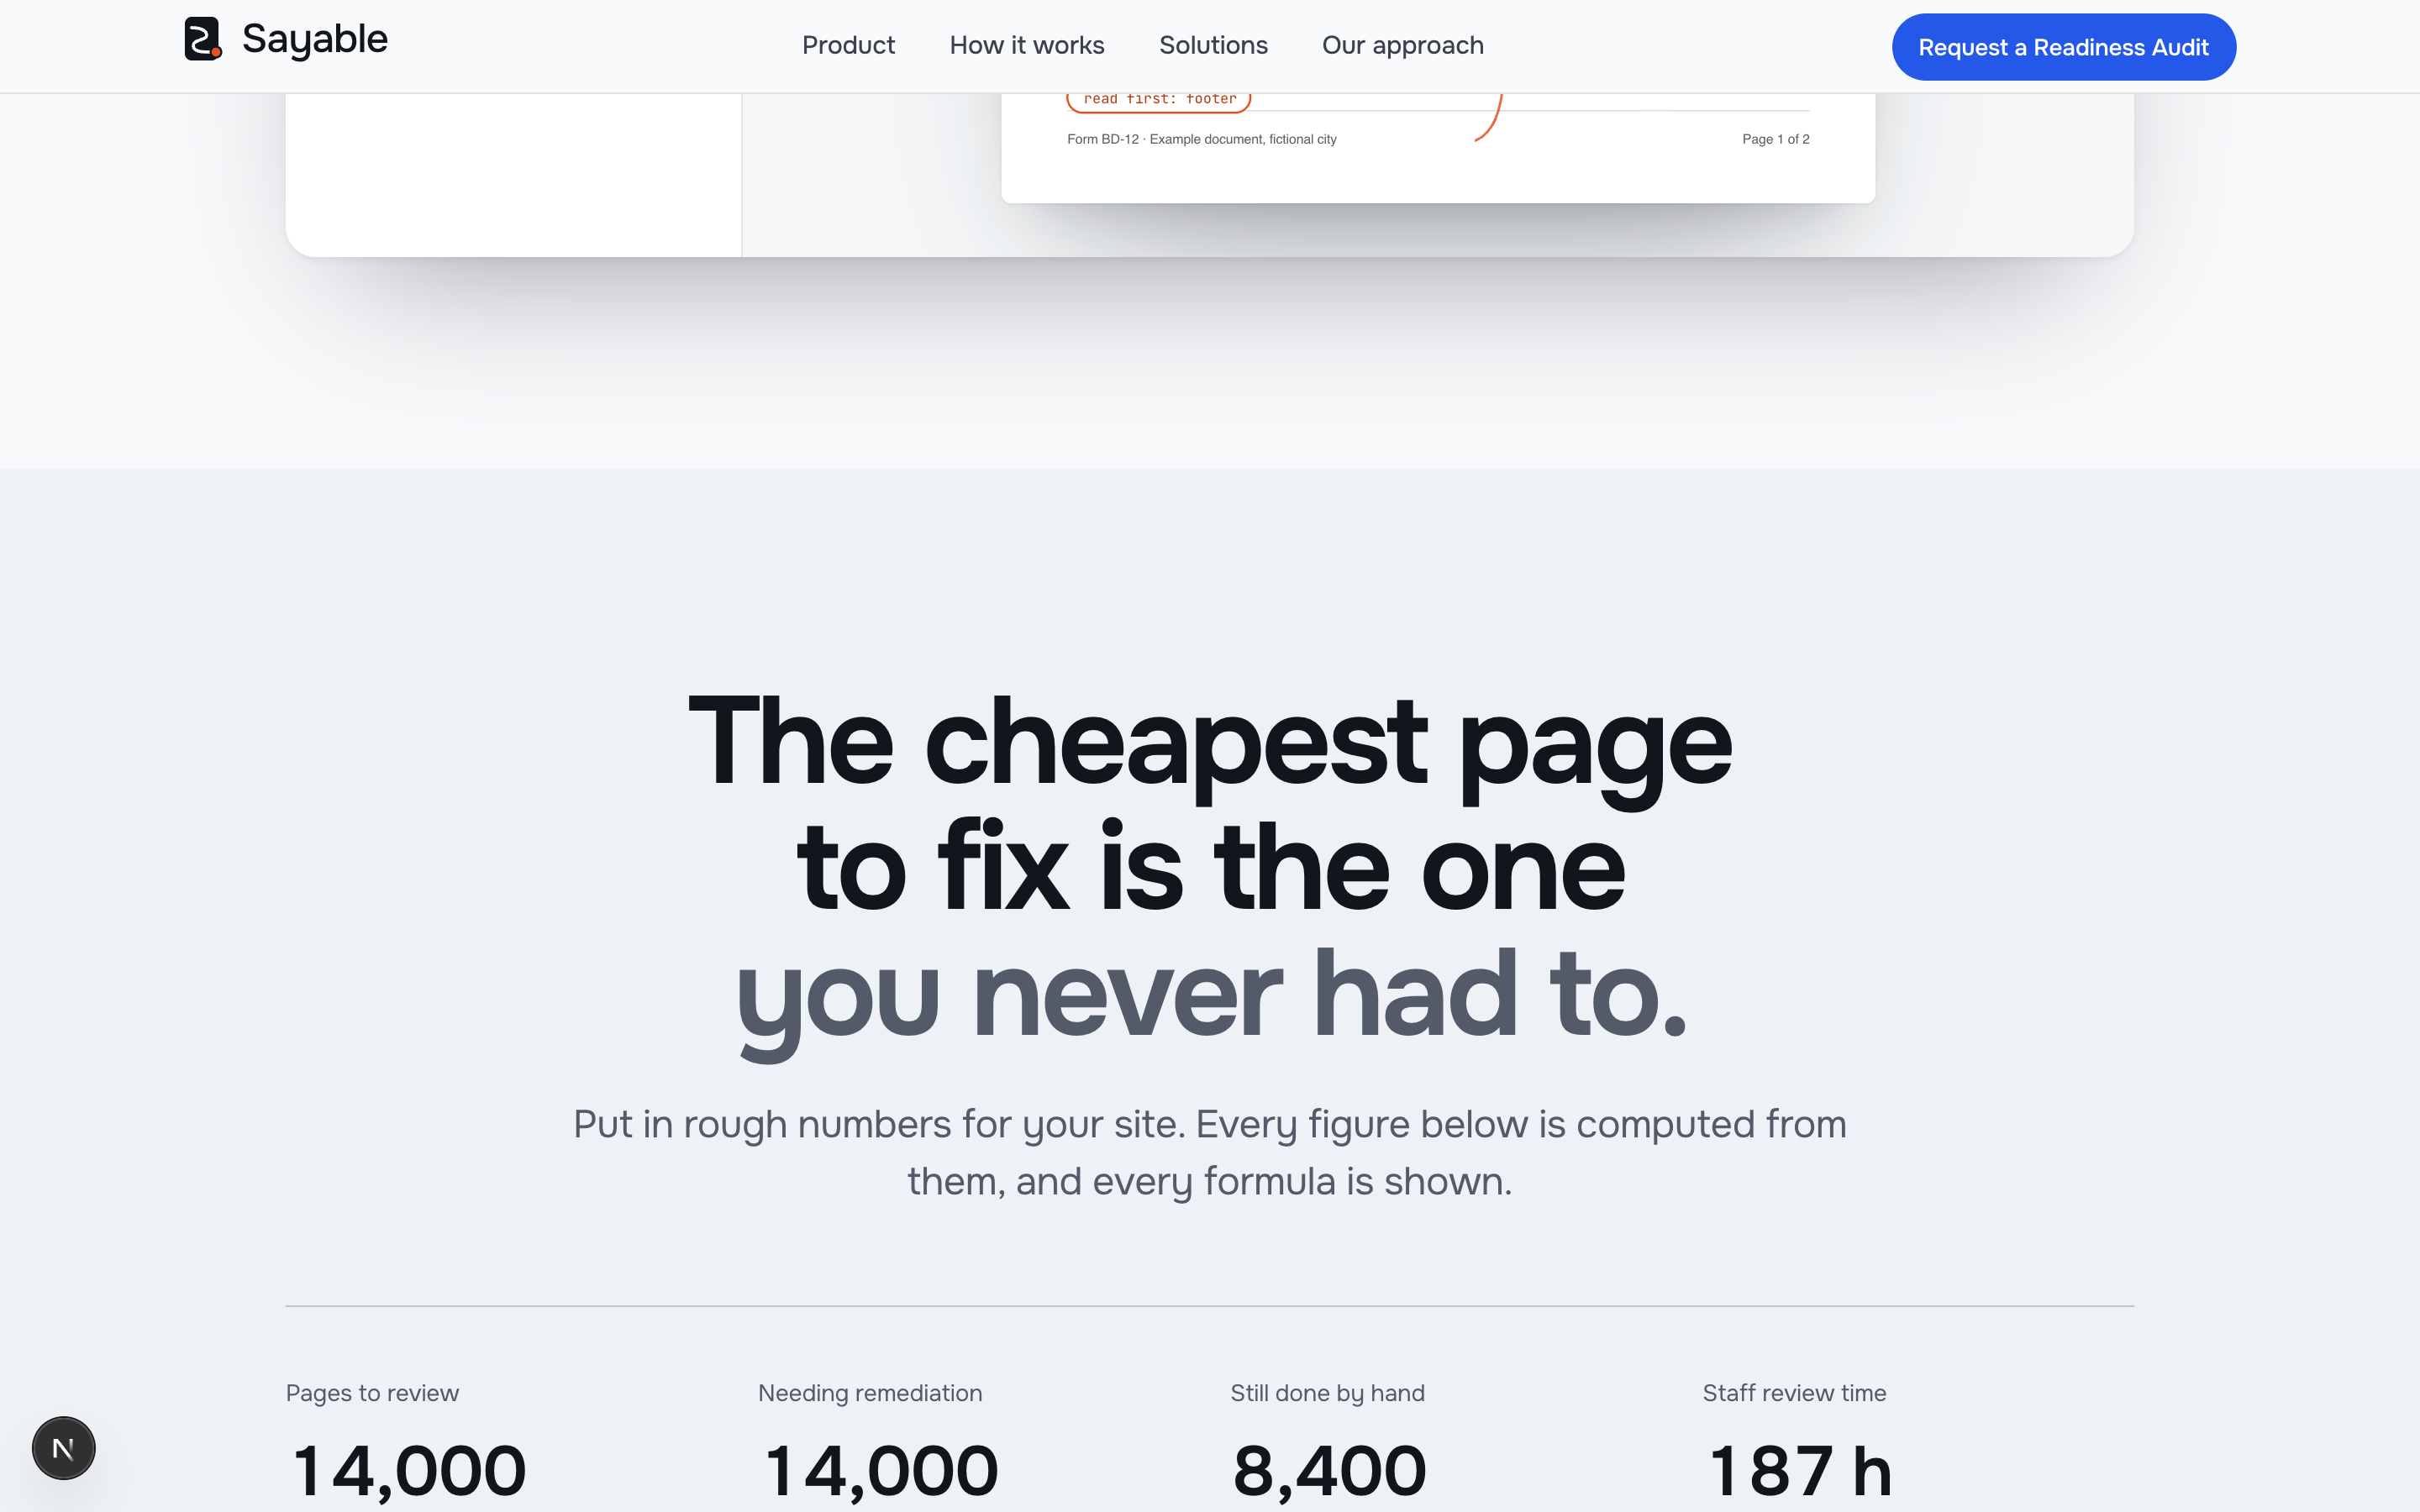 Sayable
Product
How it works
Solutions
Our approach
Request a Readiness Audit
read first: footer
Form BD-12 · Example document, fictional city
Page 1 of 2
The cheapest page
to fix is the one
you never had to.
Put in rough numbers for your site. Every figure below is computed from
them, and every formula is shown.
Pages to review
Needing remediation
Still done by hand
Staff review time
14,000
14,000
8,400
187 h
N